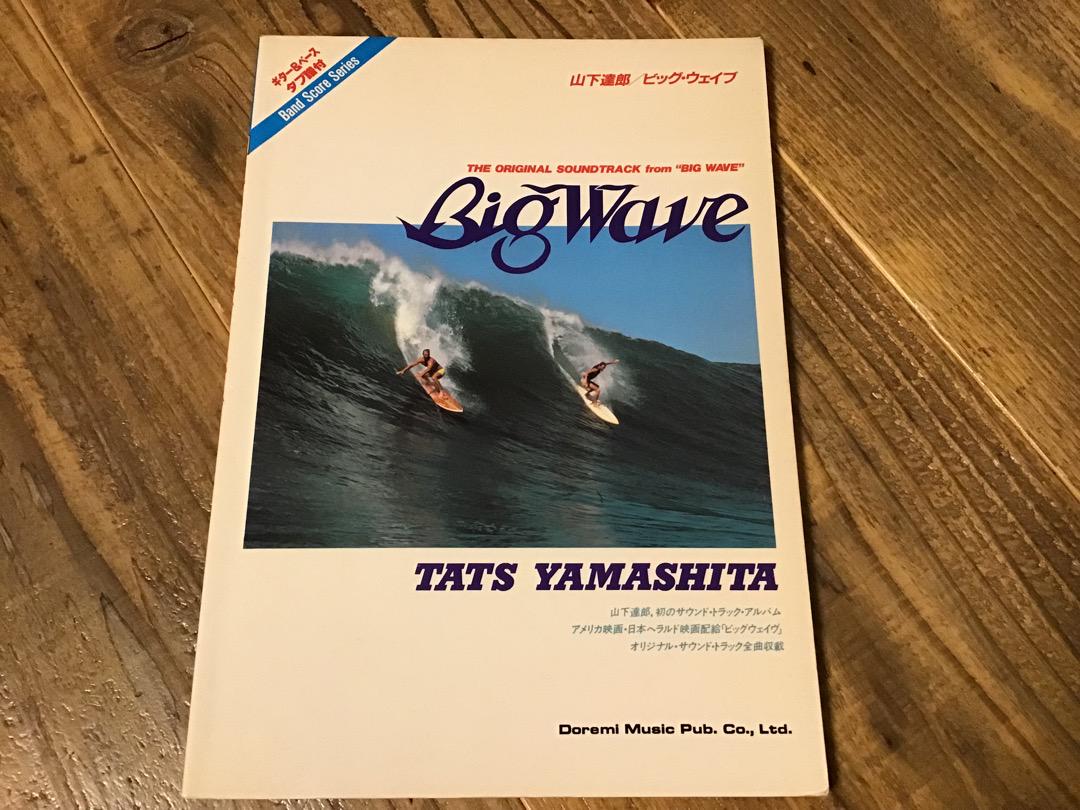 ギター&ベース
タブ譜付
Band Score Series
山下達郎/ビッグ・ウェイブ
THE ORIGINAL SOUNDTRACK from "BIG WAVE"
Big Wave
TATS YAMASHITA
山下達郎,初のサウンド・トラック・アルバム
アメリカ映画・日本ヘラルド映画配給「ビッグウェイヴ」
オリジナル・サウンド・トラック全曲収載
Doremi Music Pub. Co., Ltd.